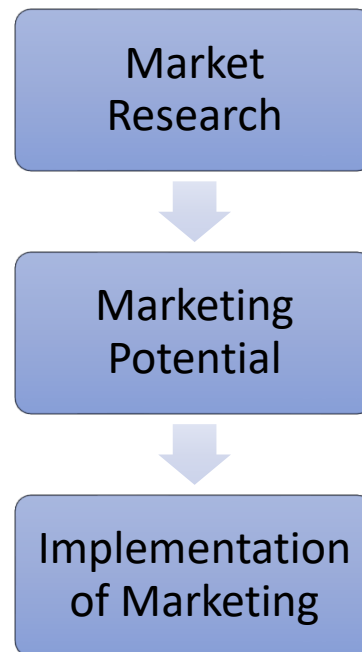 Market
Research
Marketing
Potential
Implementation
of Marketing